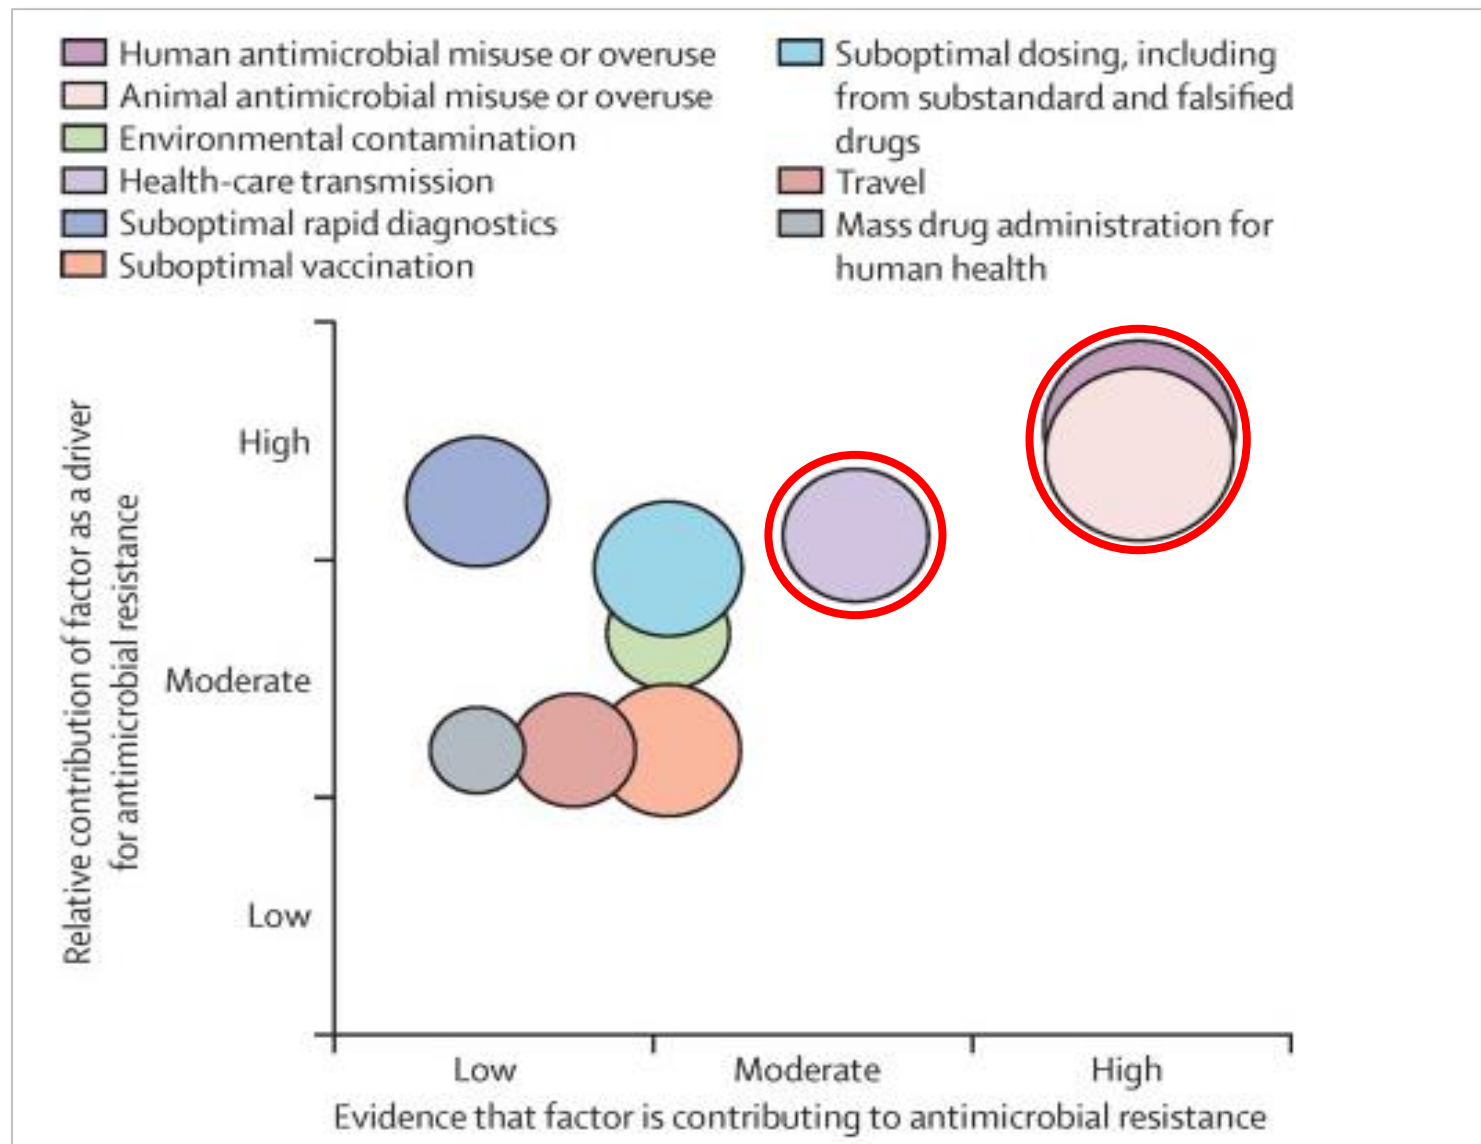 Human antimicrobial misuse or overuse
Animal antimicrobial misuse or overuse
Environmental contamination
Health-care transmission
Suboptimal rapid diagnostics
Suboptimal vaccination
Suboptimal dosing, including
from substandard and falsified
drugs
Travel
Mass drug administration for
human health
Relative contribution of factor as a driver
for antimicrobial resistance
High
Moderate
Low
Low
Moderate
High
Evidence that factor is contributing to antimicrobial resistance